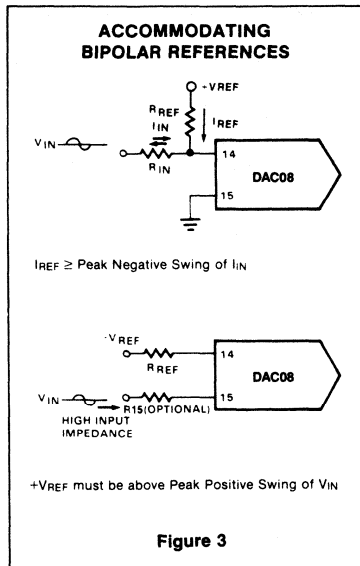 ACCOMMODATING
BIPOLAR REFERENCES
+VREF
RREF
IIN
IREF
VIN
RIN
14
15
DAC08
IREF ≥ Peak Negative Swing of IIN
·VREF
RREF
14
DAC08
VIN
15
R15(OPTIONAL)
HIGH INPUT
IMPEDANCE
+VREF must be above Peak Positive Swing of VIN
Figure 3